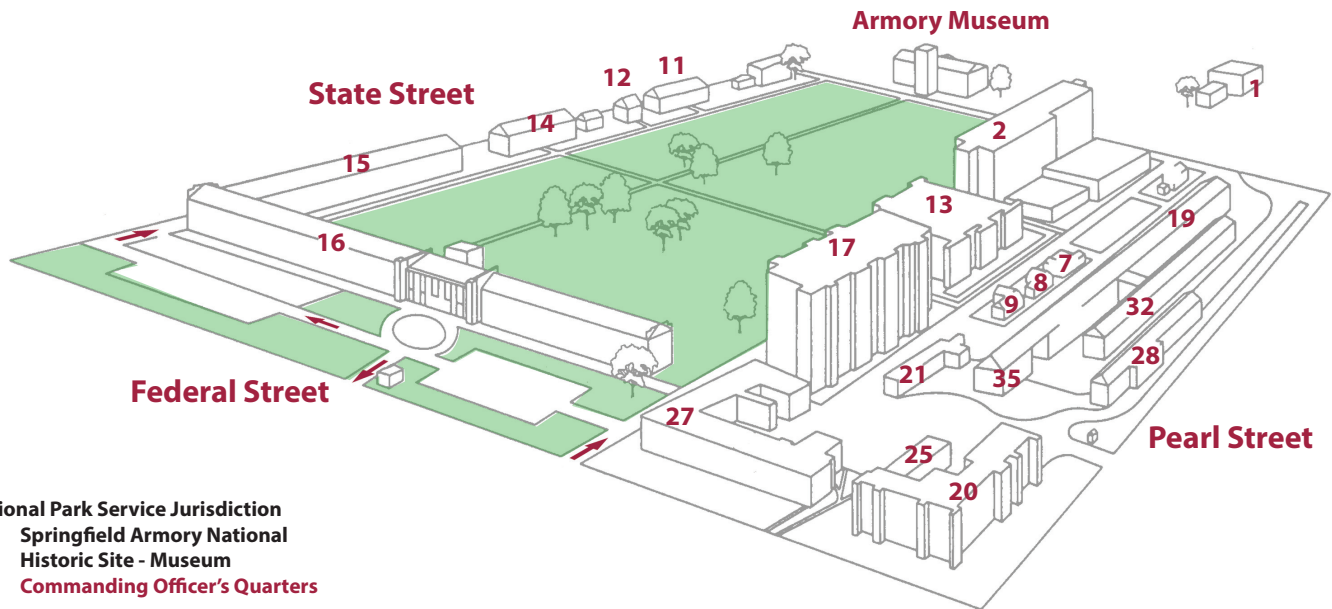 Armory Museum
State Street
11
12
1
14
2
15
13
19
16
17
7
8
9
32
28
21
35
Federal Street
27
Pearl Street
25
20
ional Park Service Jurisdiction
Springfield Armory National
Historic Site - Museum
Commanding Officer's Quarters